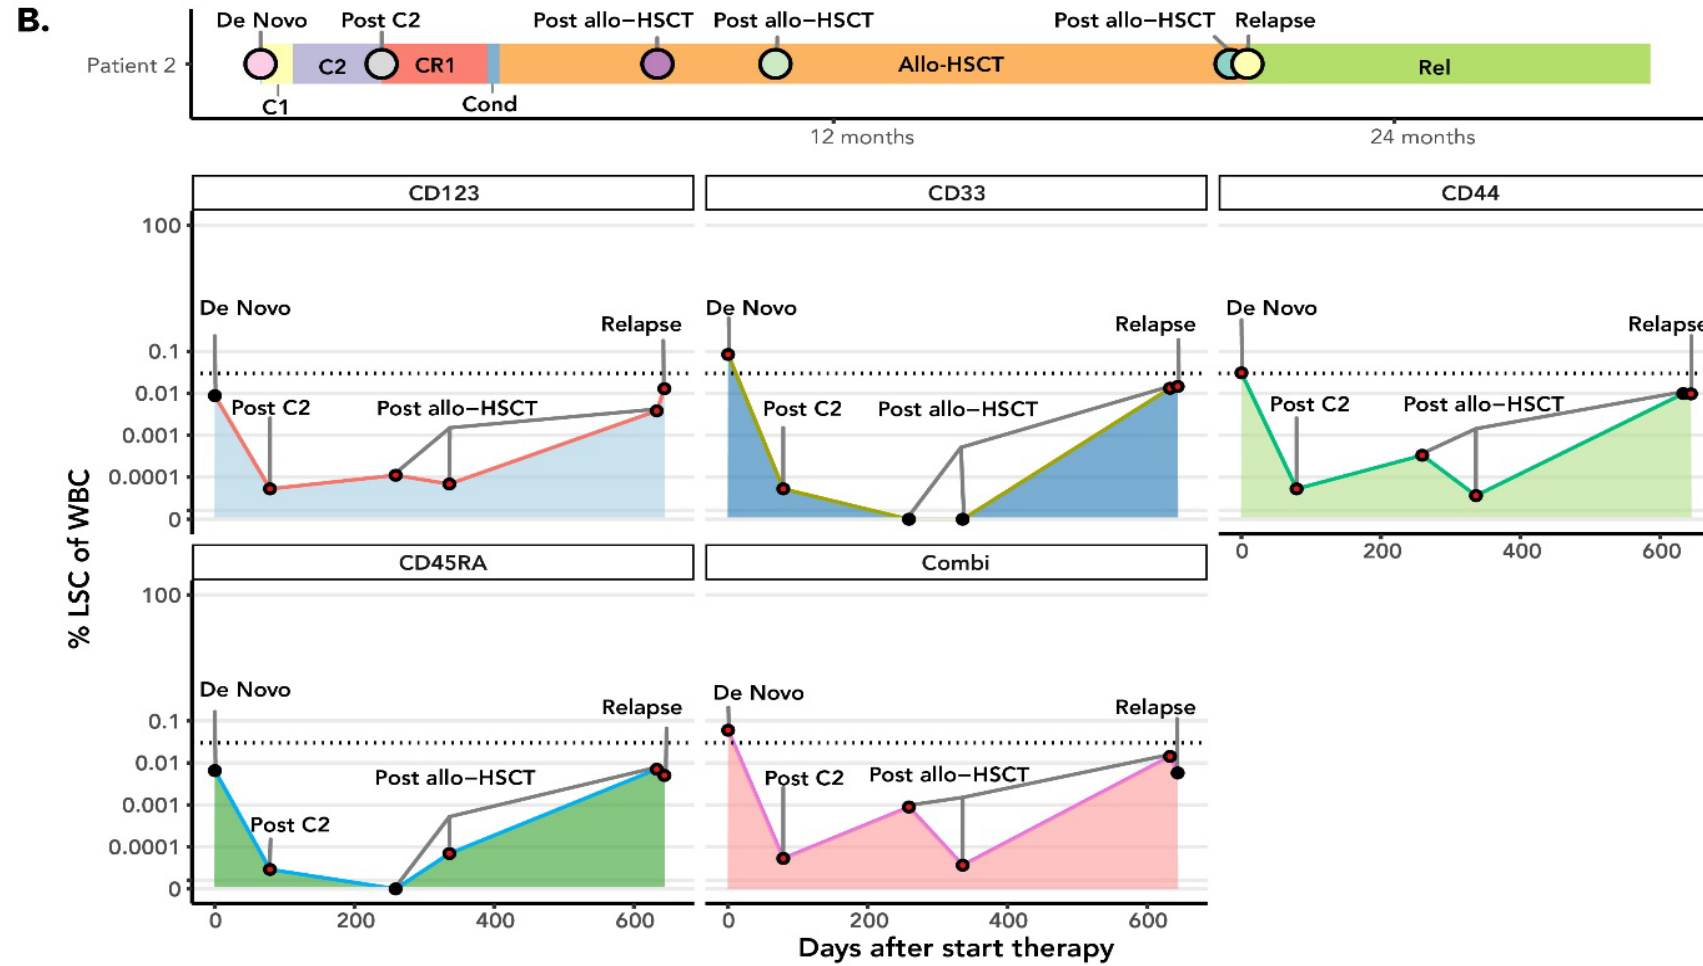 B.
De Novo Post C2 Post allo−HSCT Post allo−HSCT Post allo−HSCT Relapse
Patient 2 C2 CR1 Allo-HSCT Rel
C1 Cond
12 months 24 months
CD123 CD33 CD44
100
De Novo De Novo De Novo
Relapse Relapse Relapse
0.1
0.01
Post C2 Post allo−HSCT Post C2 Post allo−HSCT Post C2 Post allo−HSCT
0.001
0.0001
0
0 200 400 600
% LSC of WBC
CD45RA Combi
100
De Novo De Novo
Relapse Relapse
0.1
0.01
Post allo−HSCT Post C2 Post allo−HSCT
0.001
Post C2
0.0001
0
0 200 400 600 0 200 400 600
Days after start therapy